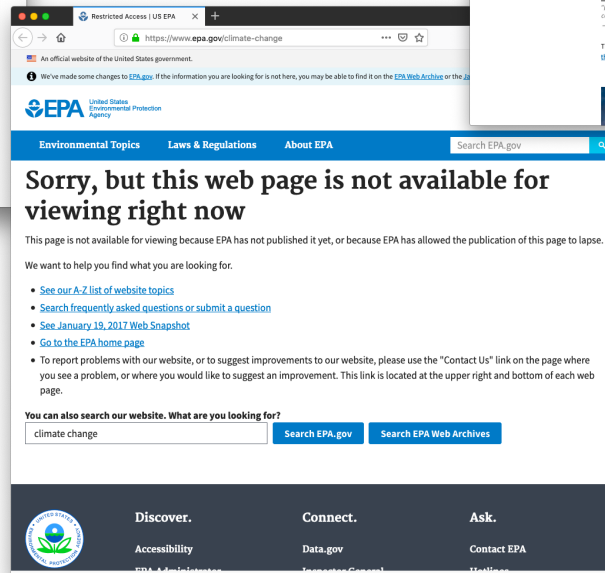 Restricted Access | US EPA
https://www.epa.gov/climate-change
An official website of the United States government.
We've made some changes to EPA.gov. If the information you are looking for is not here, you may be able to find it on the EPA Web Archive or the
EPA United States
Environmental Protection
Agency
Environmental Topics Laws & Regulations About EPA Search EPA.gov
Sorry, but this web page is not available for
viewing right now
This page is not available for viewing because EPA has not published it yet, or because EPA has allowed the publication of this page to lapse.
We want to help you find what you are looking for.
• See our A-Z list of website topics
• Search frequently asked questions or submit a question
• See January 19, 2017 Web Snapshot
• Go to the EPA home page
• To report problems with our website, or to suggest improvements to our website, please use the "Contact Us" link on the page where
you see a problem, or where you would like to suggest an improvement. This link is located at the upper right and bottom of each web
page.
You can also search our website. What are you looking for?
climate change Search EPA.gov Search EPA Web Archives
Discover. Connect. Ask.
Accessibility Data.gov Contact EPA
EPA Administrator Inspector General Hotlines